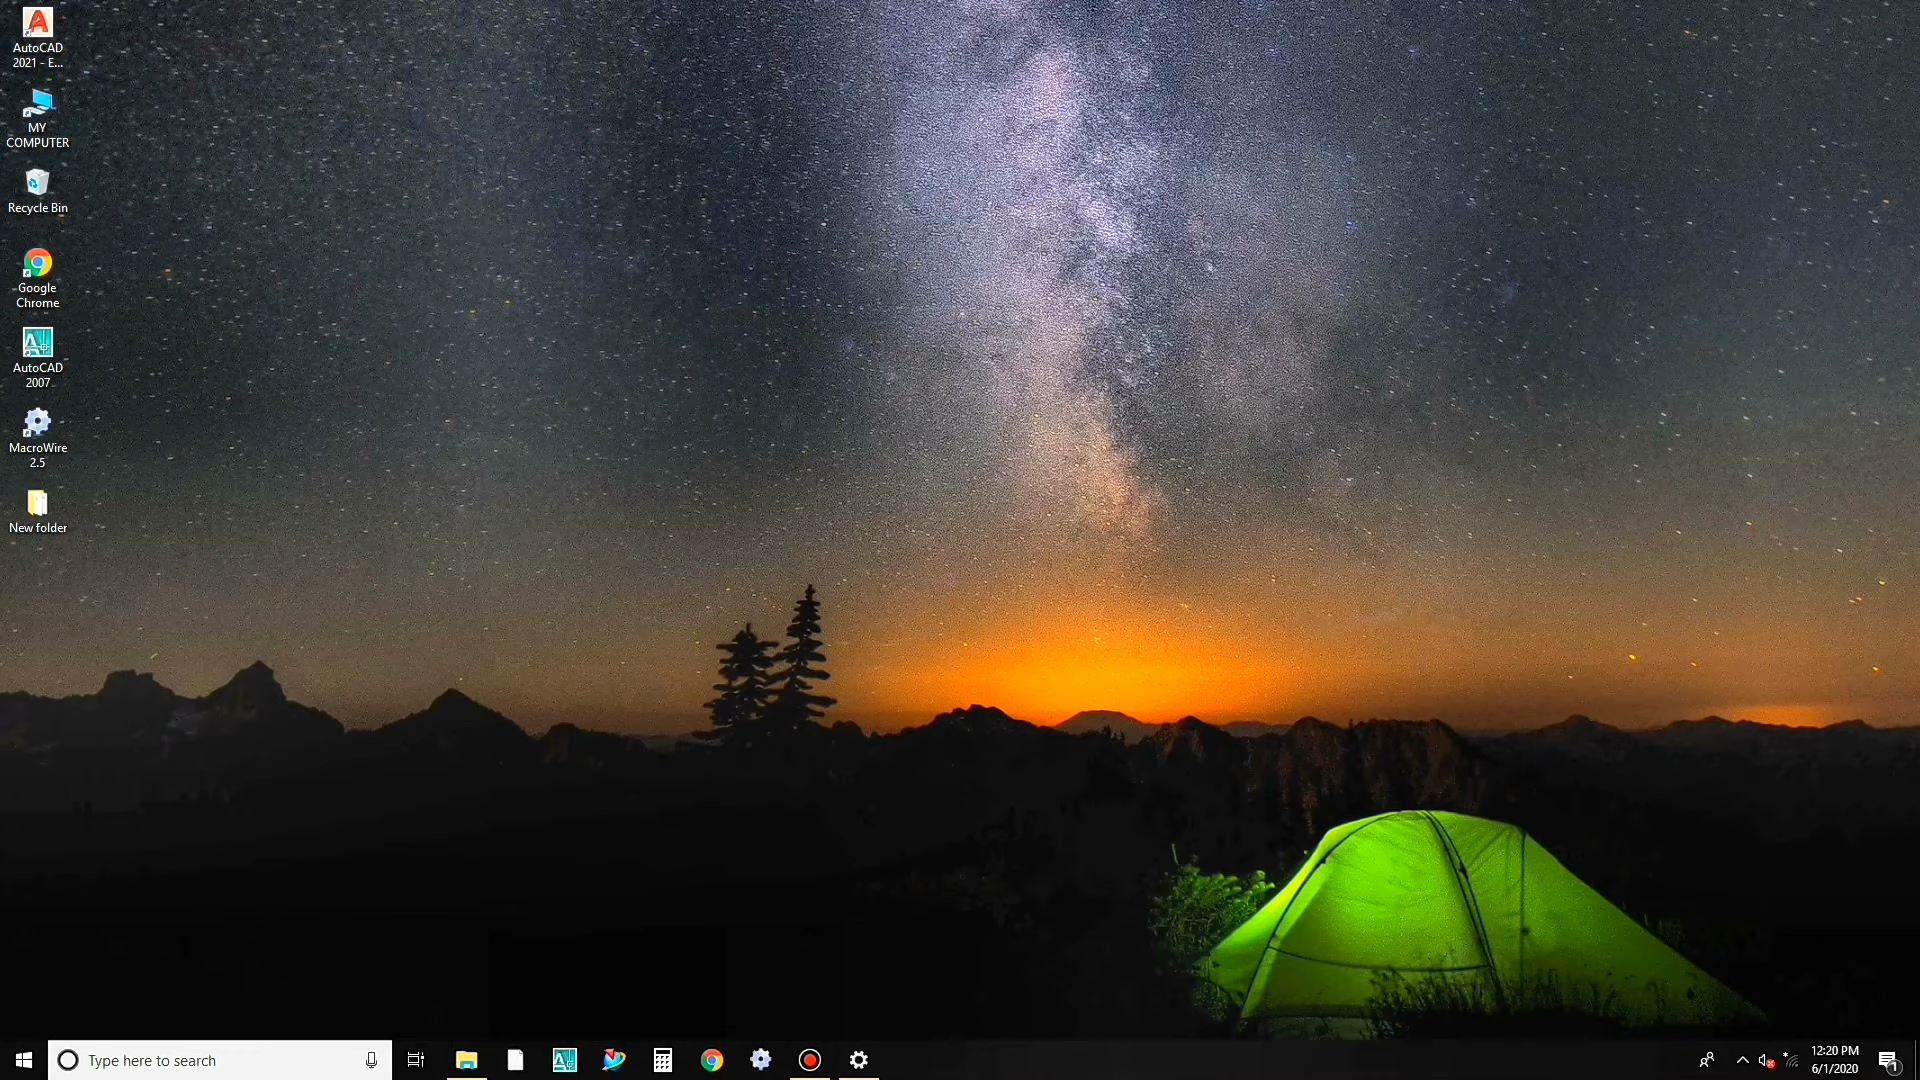 AutoCAD
2021 - E...
MY
COMPUTER
Recycle Bin
Google
Chrome
AutoCAD
2007
MacroWire
2.5
New folder
Type here to search
12:20 PM
6/1/2020
1